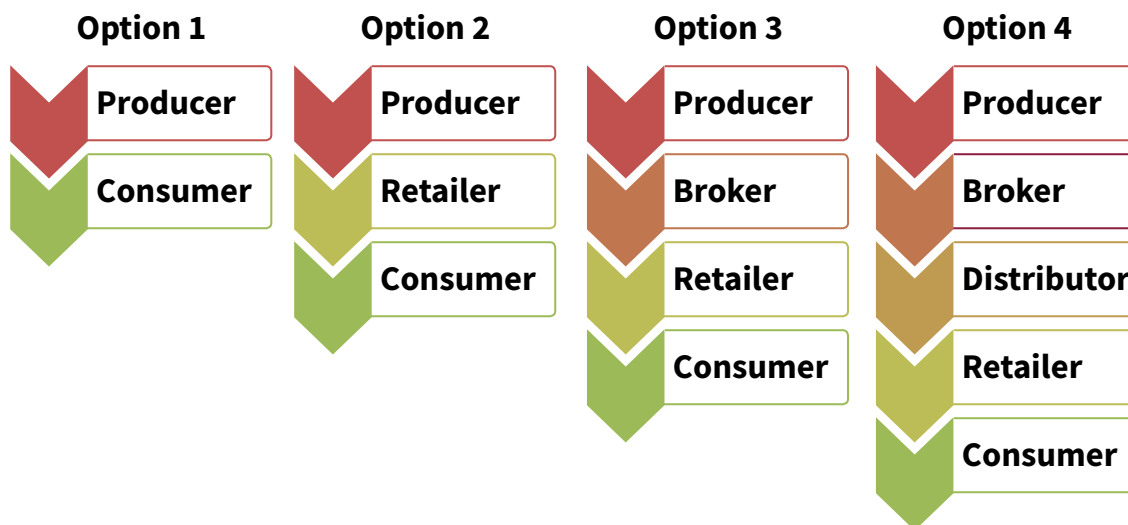 Option 1
Producer
Consumer
Option 2
Producer
Retailer
Consumer
Option 3
Producer
Broker
Retailer
Consumer
Option 4
Producer
Broker
Distributor
Retailer
Consumer